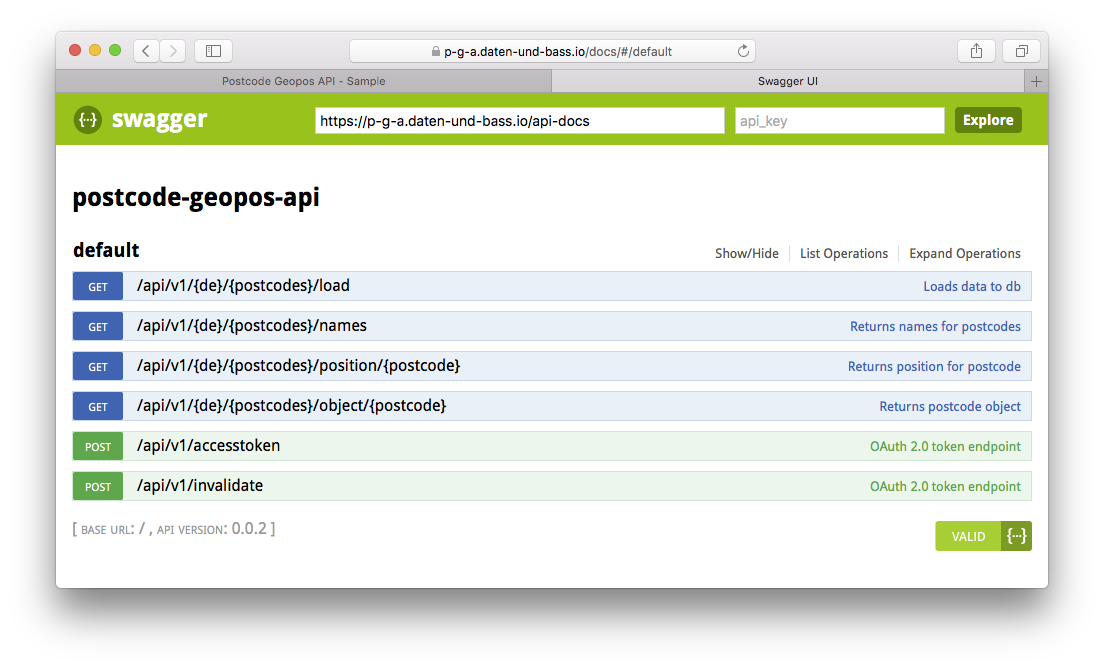 p-g-a.daten-und-bass.io/docs/#/default
Postcode Geopos API - Sample
Swagger UI
{···} swagger
https://p-g-a.daten-und-bass.io/api-docs
api_key
Explore
postcode-geopos-api
default
Show/Hide
List Operations
Expand Operations
GET /api/v1/{de}/{postcodes}/load Loads data to db
GET /api/v1/{de}/{postcodes}/names Returns names for postcodes
GET /api/v1/{de}/{postcodes}/position/{postcode} Returns position for postcode
GET /api/v1/{de}/{postcodes}/object/{postcode} Returns postcode object
POST /api/v1/accesstoken OAuth 2.0 token endpoint
POST /api/v1/invalidate OAuth 2.0 token endpoint
[ BASE URL: / , API VERSION: 0.0.2 ]
VALID {···}